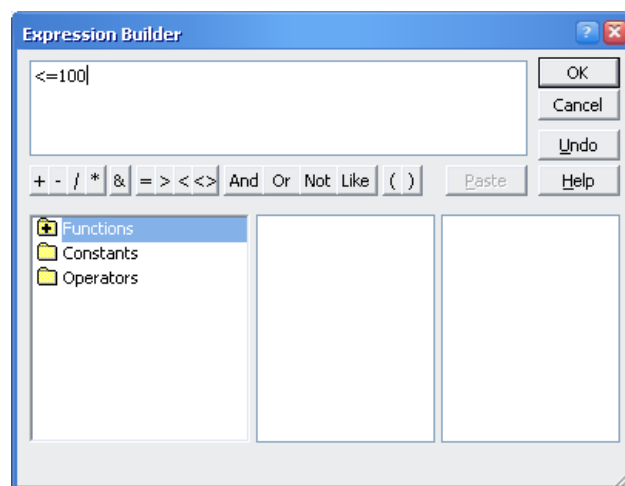 Expression Builder
<=100
OK
Cancel
Undo
+ - / * & = > < <> And Or Not Like ( ) Paste Help
Functions
Constants
Operators